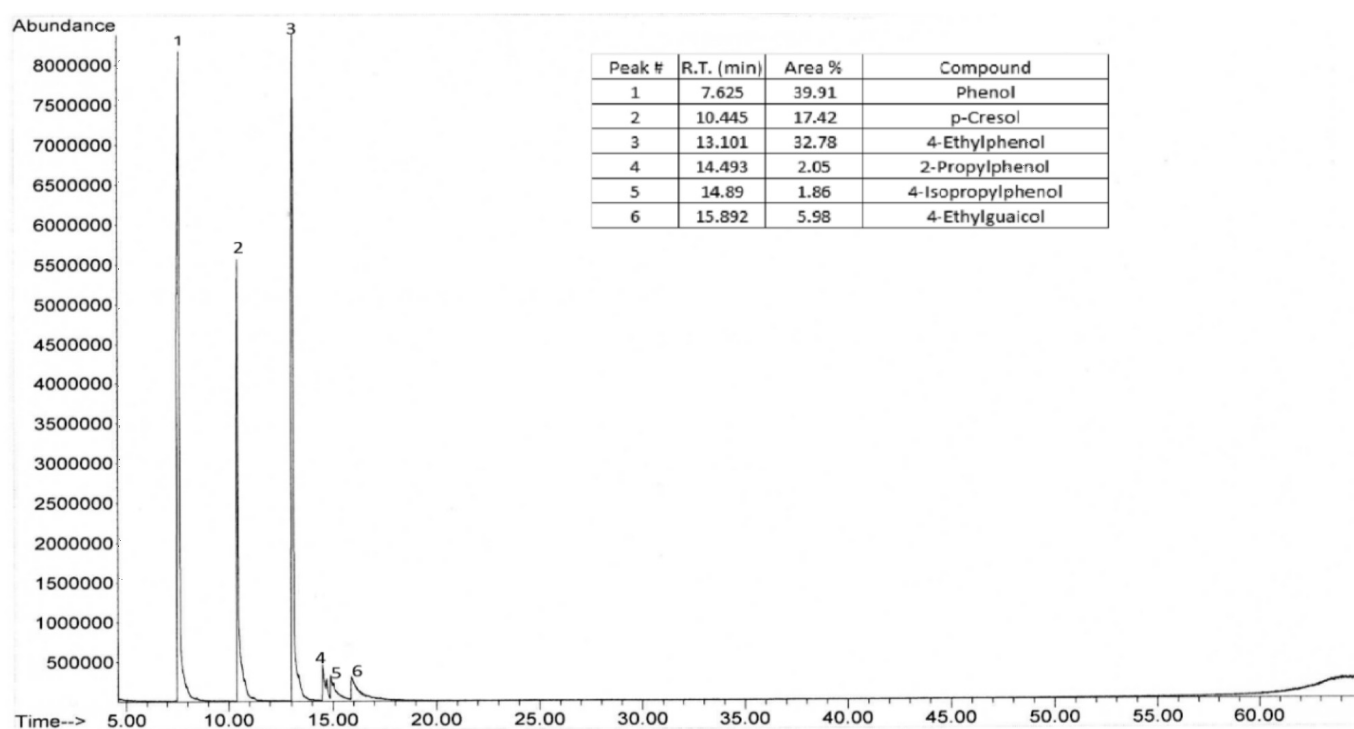 Abundance
8000000
7500000
7000000
6500000
6000000
5500000
5000000
4500000
4000000
3500000
3000000
2500000
2000000
1500000
1000000
500000
Time-->
5.00 10.00 15.00 20.00 25.00 30.00 35.00 40.00 45.00 50.00 55.00 60.00
1
2
3
4
5
6
Peak # R.T. (min) Area % Compound
1 7.625 39.91 Phenol
2 10.445 17.42 p-Cresol
3 13.101 32.78 4-Ethylphenol
4 14.493 2.05 2-Propylphenol
5 14.89 1.86 4-Isopropylphenol
6 15.892 5.98 4-Ethylguaicol